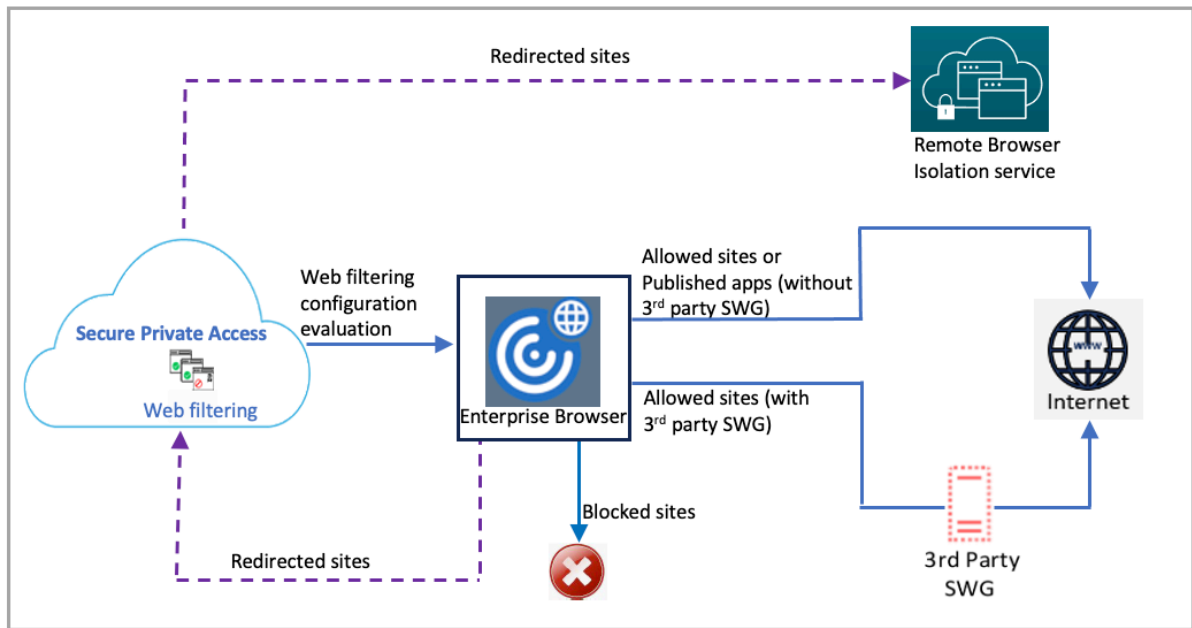 Redirected sites
Remote Browser
Isolation service
Web filtering
configuration
evaluation
Allowed sites or
Published apps (without
3rd party SWG)
Secure Private Access
Web filtering
Enterprise Browser
Allowed sites (with
3rd party SWG)
www
Internet
Blocked sites
Redirected sites
3rd Party
SWG